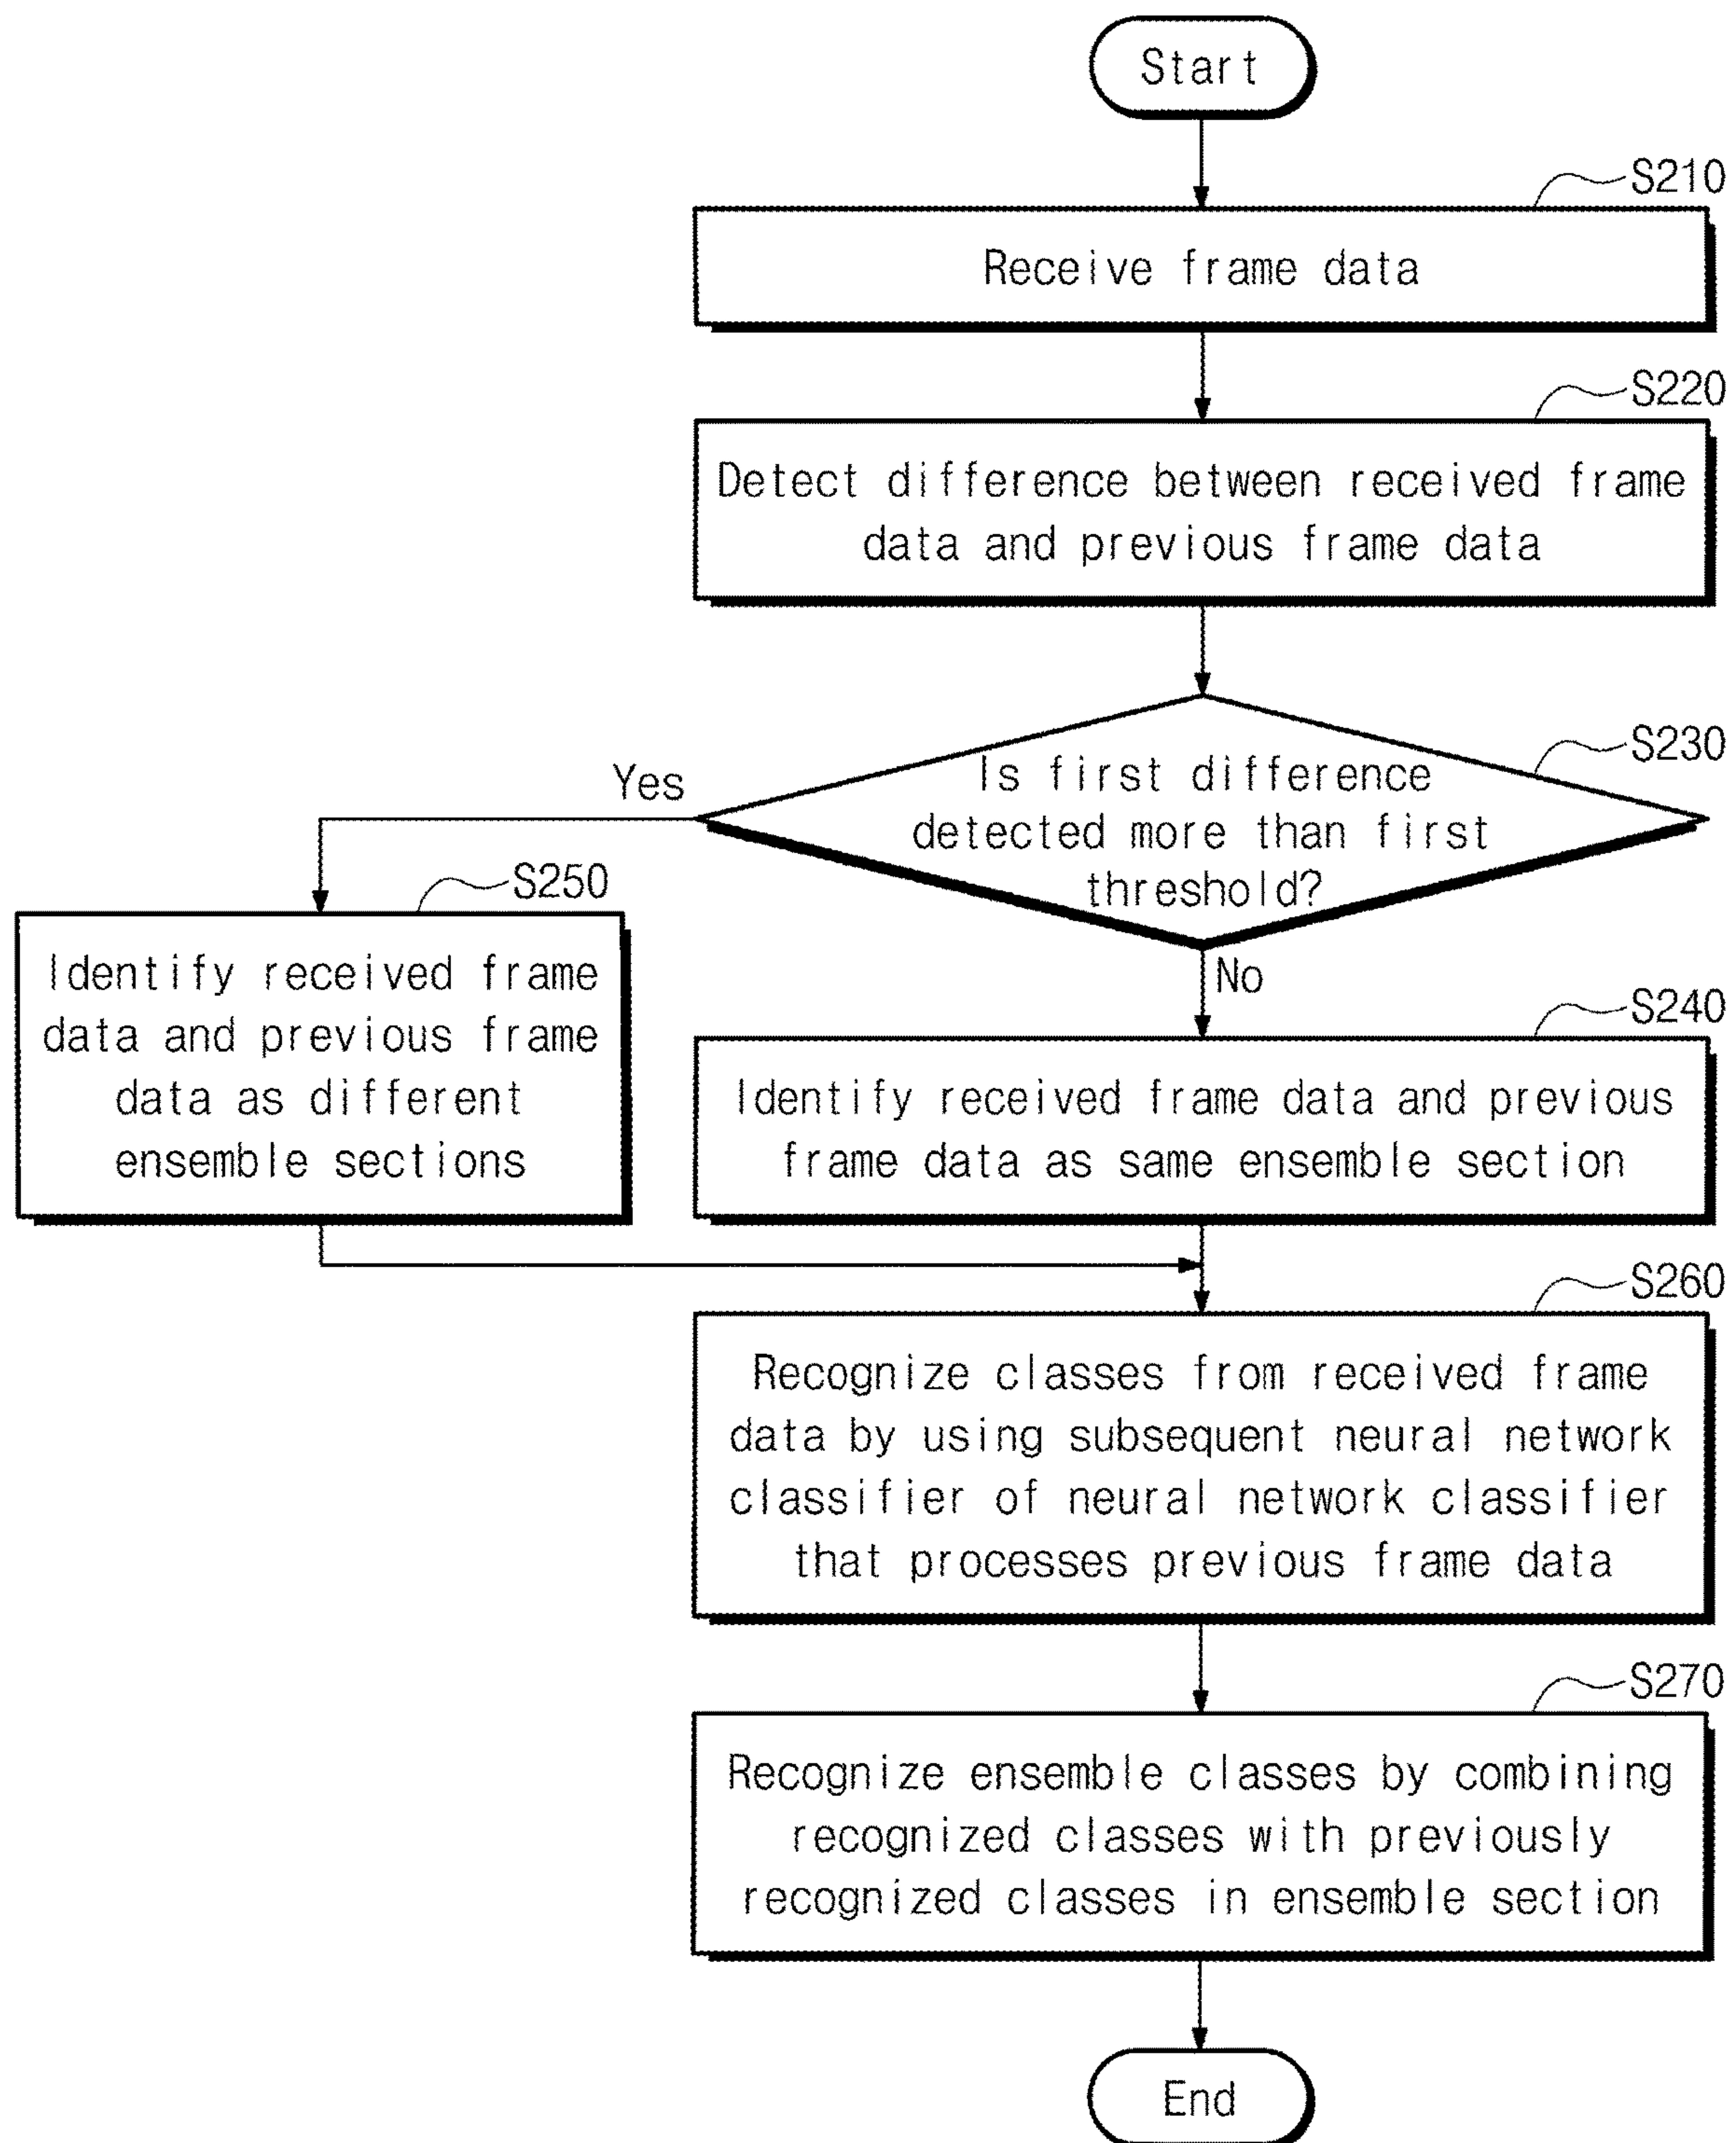 Start
S210
Receive frame data
S220
Detect difference between received frame
data and previous frame data
S230
Is first difference
detected more than first
threshold?
Yes
No
S250
Identify received frame
data and previous frame
data as different
ensemble sections
S240
Identify received frame data and previous
frame data as same ensemble section
S260
Recognize classes from received frame
data by using subsequent neural network
classifier of neural network classifier
that processes previous frame data
S270
Recognize ensemble classes by combining
recognized classes with previously
recognized classes in ensemble section
End